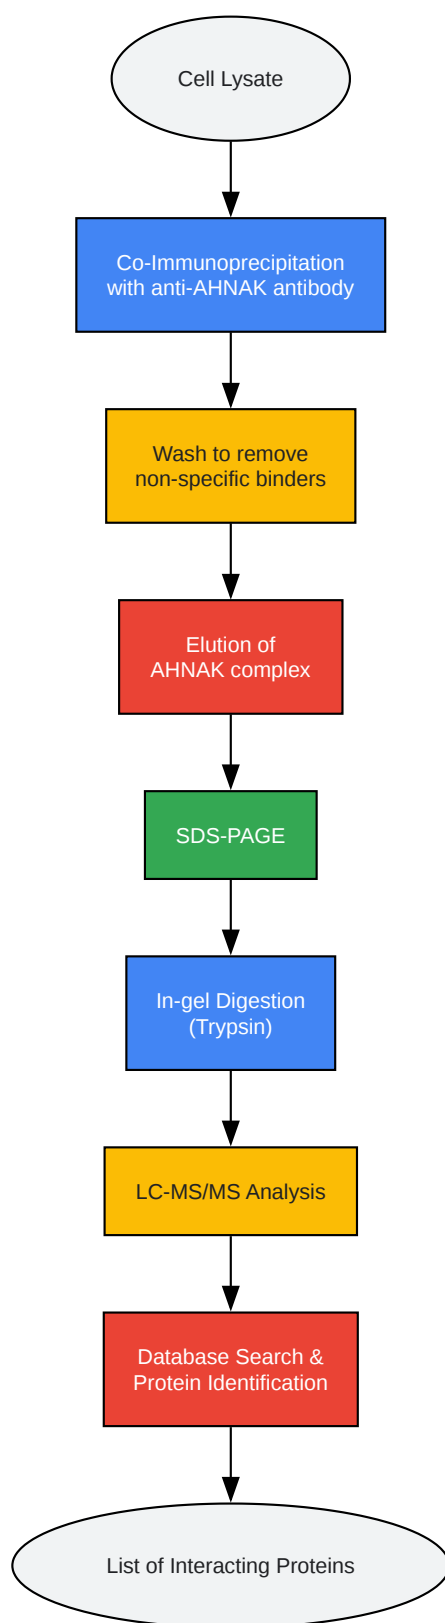 Cell Lysate
Co-Immunoprecipitation
with anti-AHNAK antibody
Wash to remove
non-specific binders
Elution of
AHNAK complex
SDS-PAGE
In-gel Digestion
(Trypsin)
LC-MS/MS Analysis
Database Search &
Protein Identification
List of Interacting Proteins